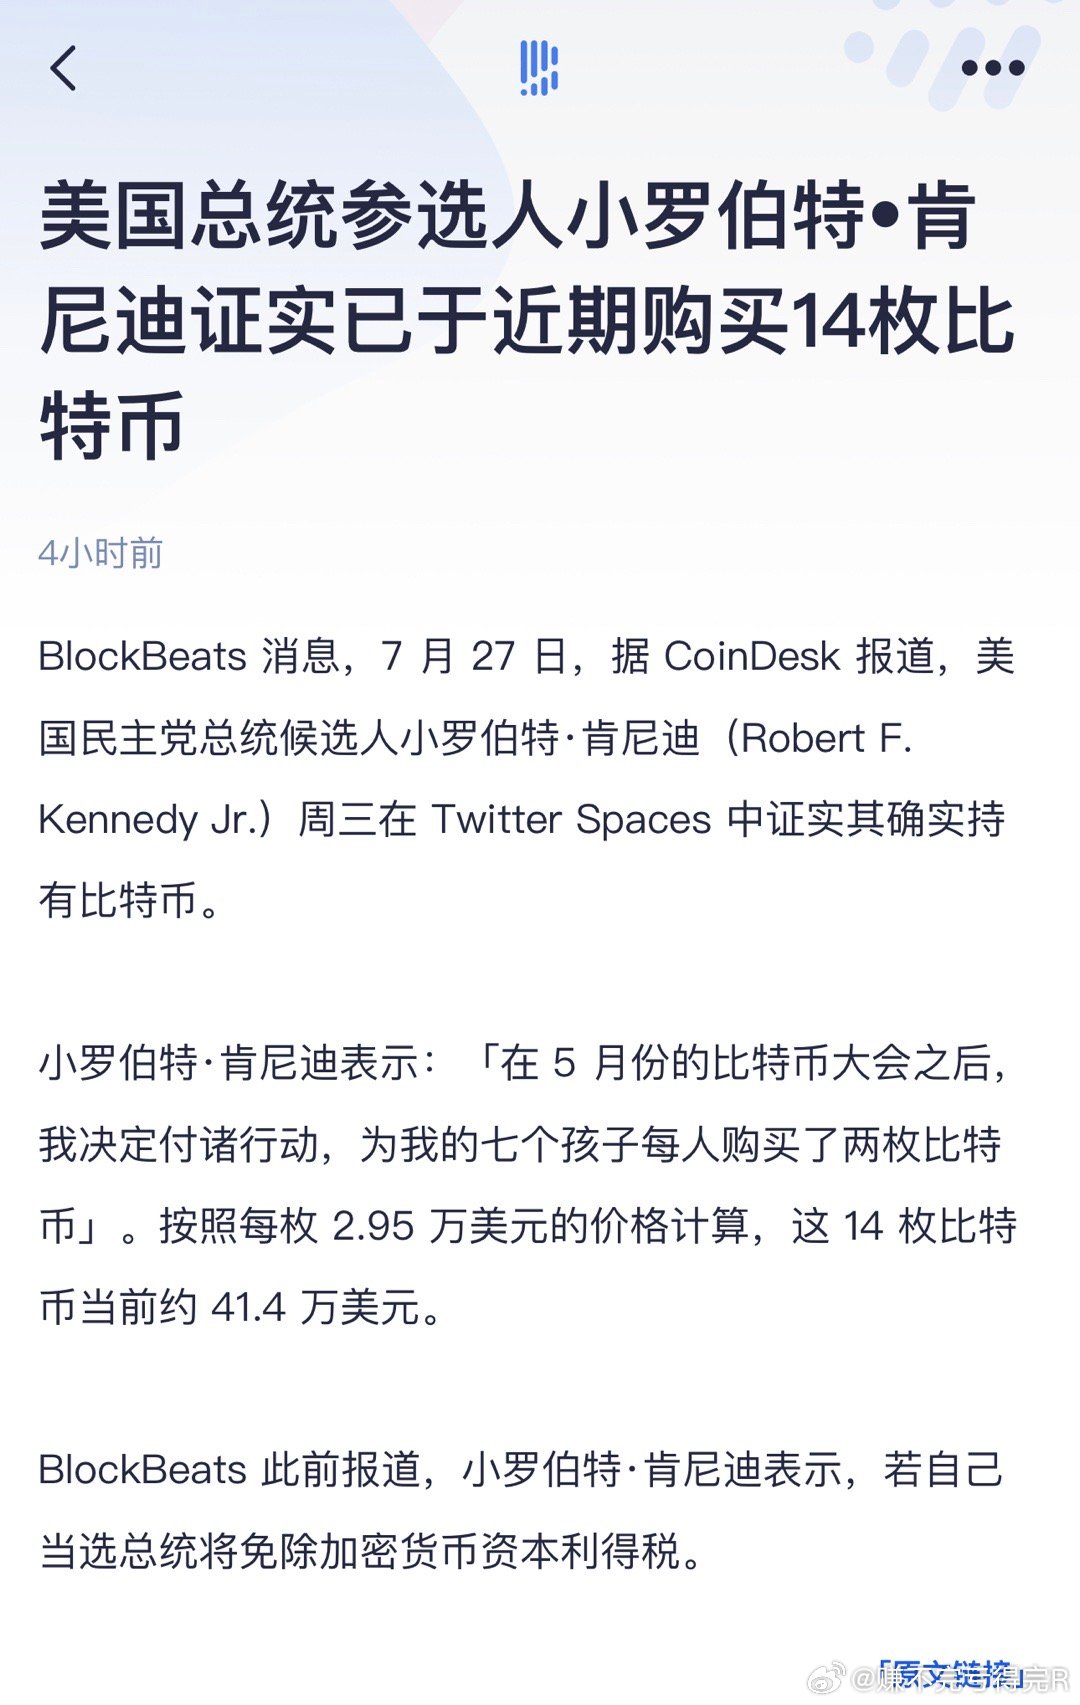 美国总统参选人小罗伯特•肯
尼迪证实已于近期购买14枚比
特币
4小时前
BlockBeats 消息，7 月 27 日，据 CoinDesk 报道，美
国民主党总统候选人小罗伯特·肯尼迪（Robert F.
Kennedy Jr.）周三在 Twitter Spaces 中证实其确实持
有比特币。
小罗伯特·肯尼迪表示：「在 5 月份的比特币大会之后，
我决定付诸行动，为我的七个孩子每人购买了两枚比特
币」。按照每枚 2.95 万美元的价格计算，这 14 枚比特
币当前约 41.4 万美元。
BlockBeats 此前报道，小罗伯特·肯尼迪表示，若自己
当选总统将免除加密货币资本利得税。
「原文链接」